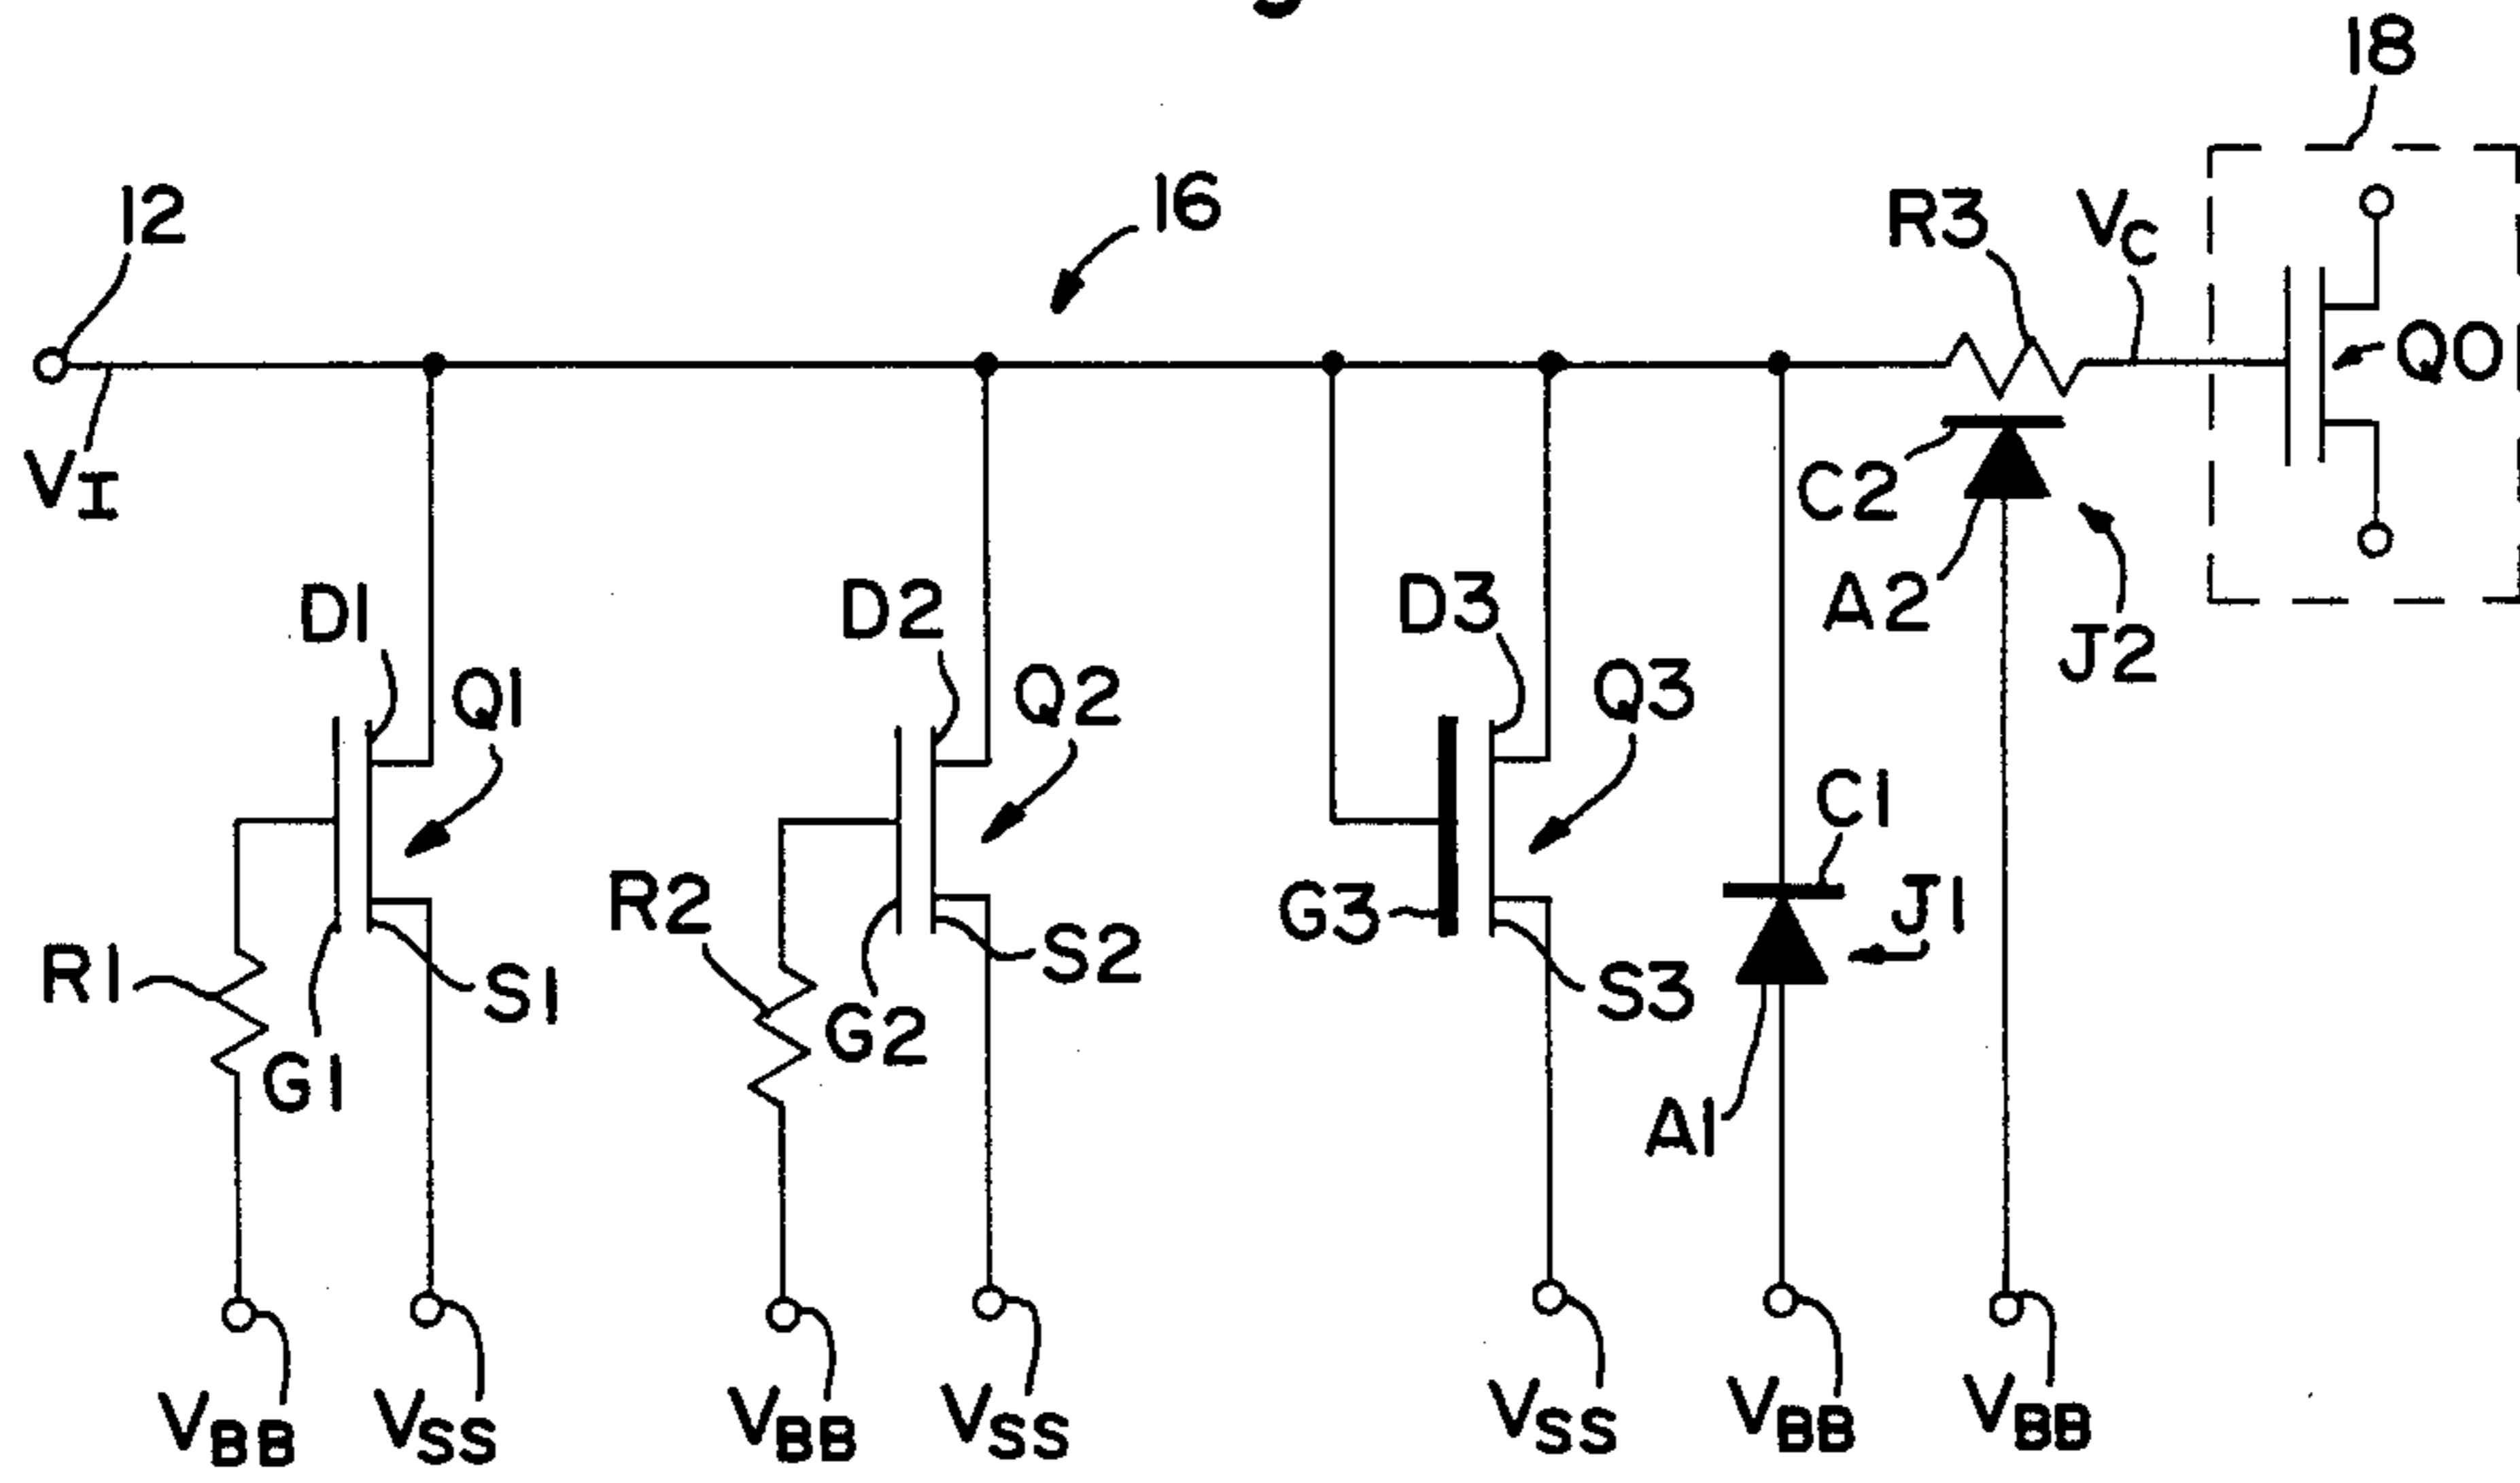 18
12
16
R3
VC
QO
VI
C2
A2
J2
D1
D2
D3
Q1
Q2
Q3
C1
R2
G3
J1
R1
S1
S2
S3
G2
G1
A1
VBB
VSS
VBB
VSS
VSS
VBB
VBB